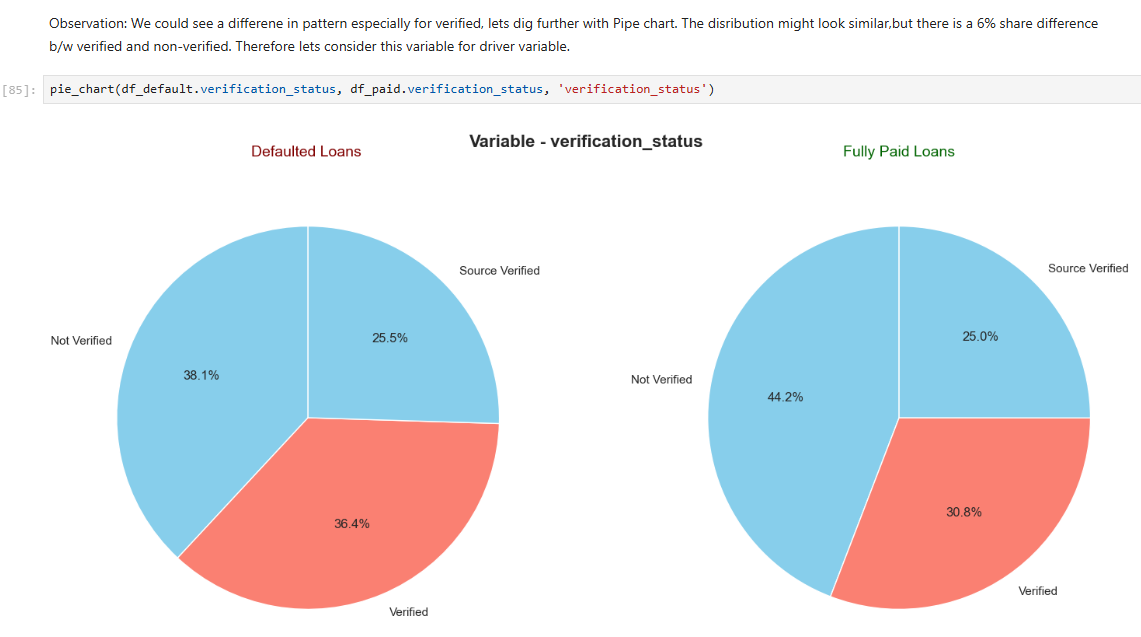 Observation: We could see a differene in pattern especially for verified, lets dig further with Pipe chart. The disribution might look similar,but there is a 6% share difference
b/w verified and non-verified. Therefore lets consider this variable for driver variable.
[85]: pie_chart(df_default.verification_status, df_paid.verification_status, 'verification_status')
Variable - verification_status
Defaulted Loans
Fully Paid Loans
Source Verified
25.5%
Not Verified
38.1%
36.4%
Verified
Source Verified
25.0%
Not Verified
44.2%
30.8%
Verified